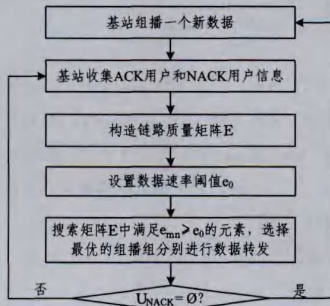 基站组播一个新数据
基站收集ACK用户和NACK用户信息
构造链路质量矩阵E
设置数据速率阈值e₀
搜索矩阵E中满足eₘₙ⩾e₀的元素，选择
最优的组播组分别进行数据转发
否
U_NACK=Ø?
是